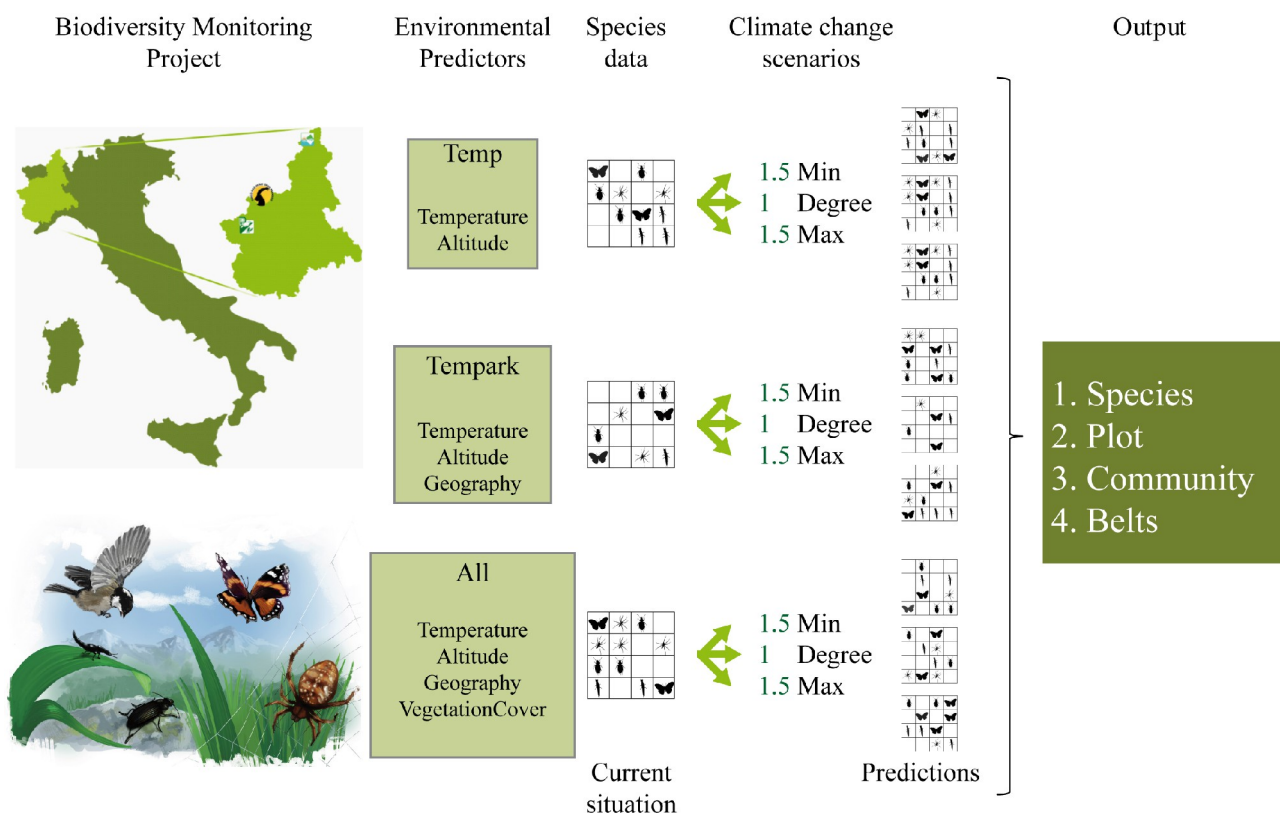 Biodiversity Monitoring
Project
Environmental
Predictors
Species
data
Climate change
scenarios
Output
Temp
Temperature
Altitude
1.5 Min
1 Degree
1.5 Max
Tempark
Temperature
Altitude
Geography
1.5 Min
1 Degree
1.5 Max
All
Temperature
Altitude
Geography
VegetationCover
1.5 Min
1 Degree
1.5 Max
Current
situation
Predictions
1. Species
2. Plot
3. Community
4. Belts